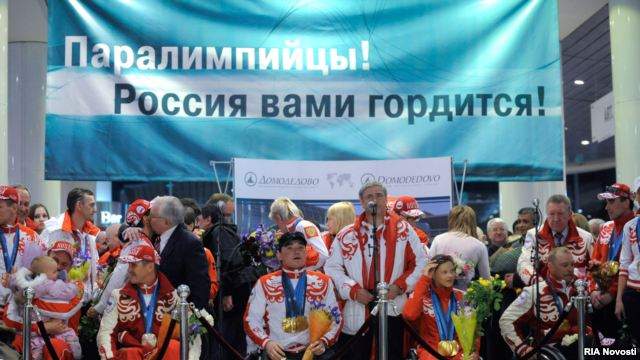 Паралимпийцы!
Россия вами гордится!
ДОМОДЕДОВО
DOMODEDOVO
RIA Novosti